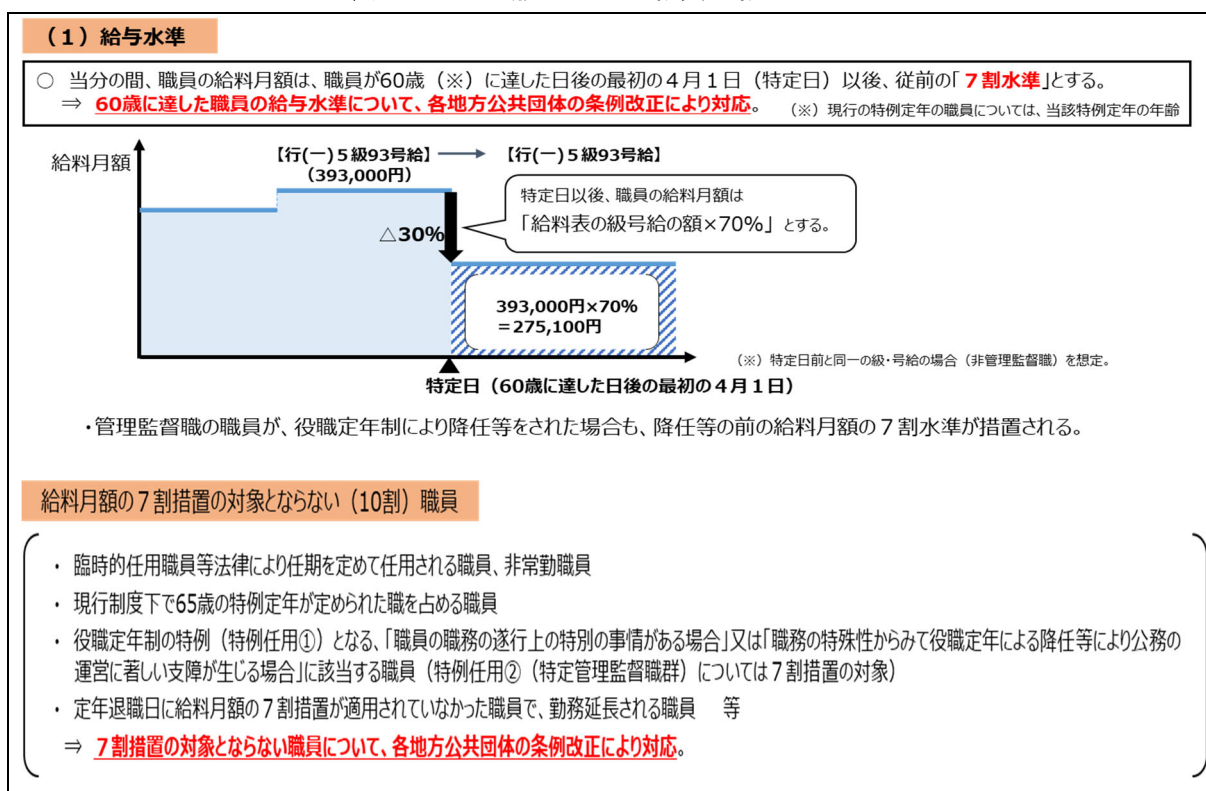 （１）給与水準
○ 当分の間、職員の給料月額は、職員が60歳（※）に達した日後の最初の４月１日（特定日）以後、従前の「７割水準」とする。
⇒ 60歳に達した職員の給与水準について、各地方公共団体の条例改正により対応。 （※）現行の特例定年の職員については、当該特例定年の年齢
給料月額
【行(一)５級93号給】 【行(一)５級93号給】
（393,000円）
特定日以後、職員の給料月額は
「給料表の級号給の額×70%」とする。
△30%
393,000円×70%
＝275,100円
（※）特定日前と同一の級・号給の場合（非管理監督職）を想定。
特定日（60歳に達した日後の最初の４月１日）
・管理監督職の職員が、役職定年制により降任等をされた場合も、降任等の前の給料月額の７割水準が措置される。
給料月額の７割措置の対象とならない（10割）職員
・ 臨時的任用職員等法律により任期を定めて任用される職員、非常勤職員
・ 現行制度下で65歳の特例定年が定められた職を占める職員
・ 役職定年制の特例（特例任用①）となる、「職員の職務の遂行上の特別の事情がある場合」又は「職務の特殊性からみて役職定年による降任等により公務の
運営に著しい支障が生じる場合」に該当する職員（特例任用②（特定管理監督職群）については７割措置の対象）
・ 定年退職日に給料月額の７割措置が適用されていなかった職員で、勤務延長される職員 等
⇒ ７割措置の対象とならない職員について、各地方公共団体の条例改正により対応。